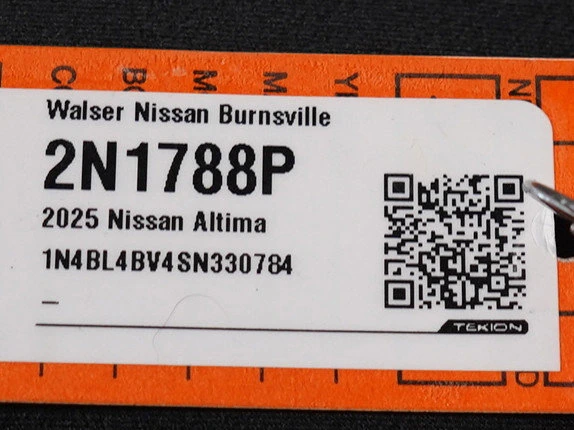 Walser Nissan Burnsville
2N1788P
2025 Nissan Altima
1N4BL4BV4SN330784
–
TEKION